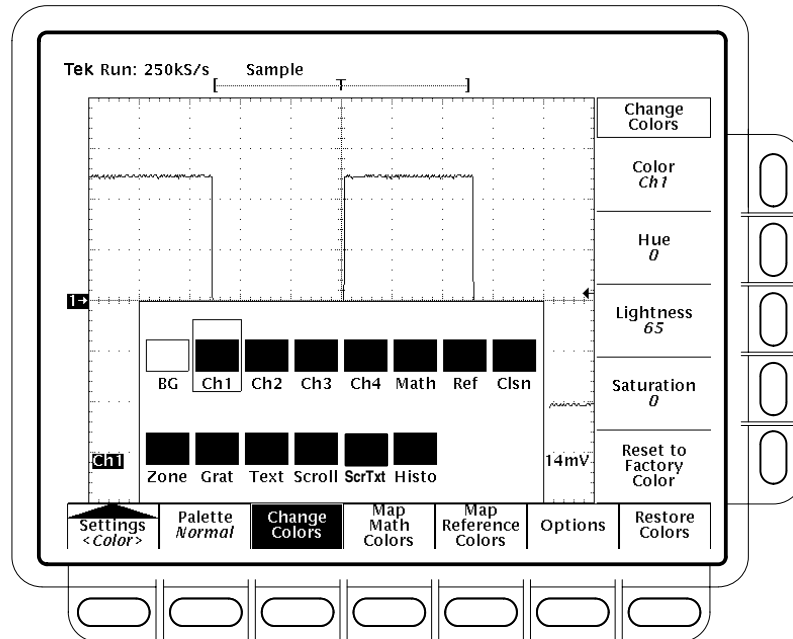 Tek Run: 250kS/s Sample
T
Change
Colors
Color
Ch1
Hue
0
1
Lightness
65
BG Ch1 Ch2 Ch3 Ch4 Math Ref Clsn
Saturation
0
Ch1
14mV
Zone Grat Text Scroll ScrTxt Histo
Reset to
Factory
Color
Settings
<Color>
Palette
Normal
Change
Colors
Map
Math
Colors
Map
Reference
Colors
Options
Restore
Colors